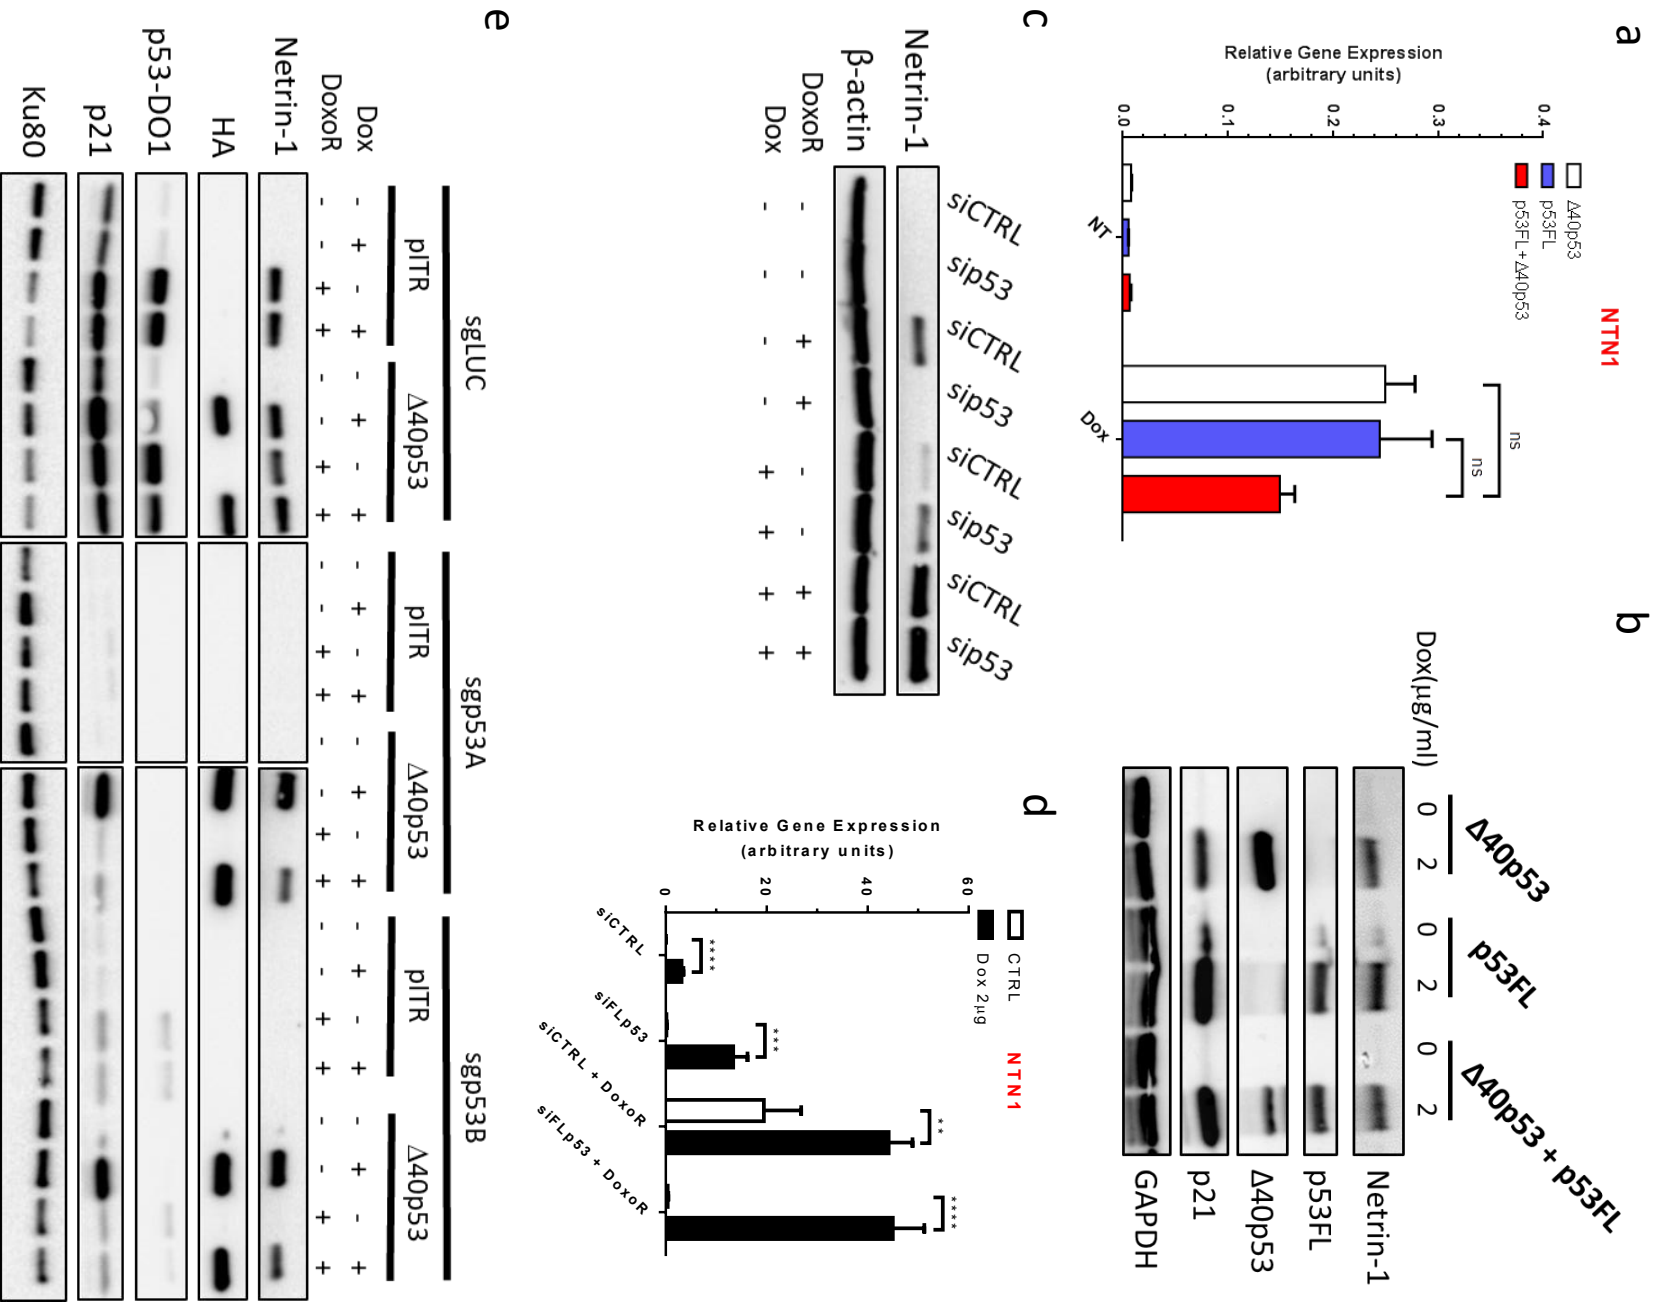 a
NTN1
Relative Gene Expression
(arbitrary units)
0.4
0.3
0.2
0.1
0.0
Δ40p53
p53FL
p53FL+Δ40p53
ns
ns
NT
Dox
b
Δ40p53
p53FL
Δ40p53 + p53FL
Dox(µg/ml)
0 2 0 2 0 2
Netrin-1
p53FL
Δ40p53
p21
GAPDH
c
siCTRL sip53 siCTRL sip53 siCTRL sip53 siCTRL sip53
Netrin-1
β-actin
DoxoR - - + + - - + +
Dox - - - - + + + +
d
NTN1
Relative Gene Expression
(arbitrary units)
60
40
20
0
CTRL
Dox 2µg
****
***
**
****
siCTRL
siFLp53
siCTRL + DoxoR
siFLp53 + DoxoR
e
sgLUC sgp53A sgp53B
pITR Δ40p53 pITR Δ40p53 pITR Δ40p53
Dox - + - + - + - + - + - + - + - + - + - + - + - +
DoxoR - - + + - - + + - - + + - - + + - - + + - - + +
Netrin-1
HA
p53-DO1
p21
Ku80